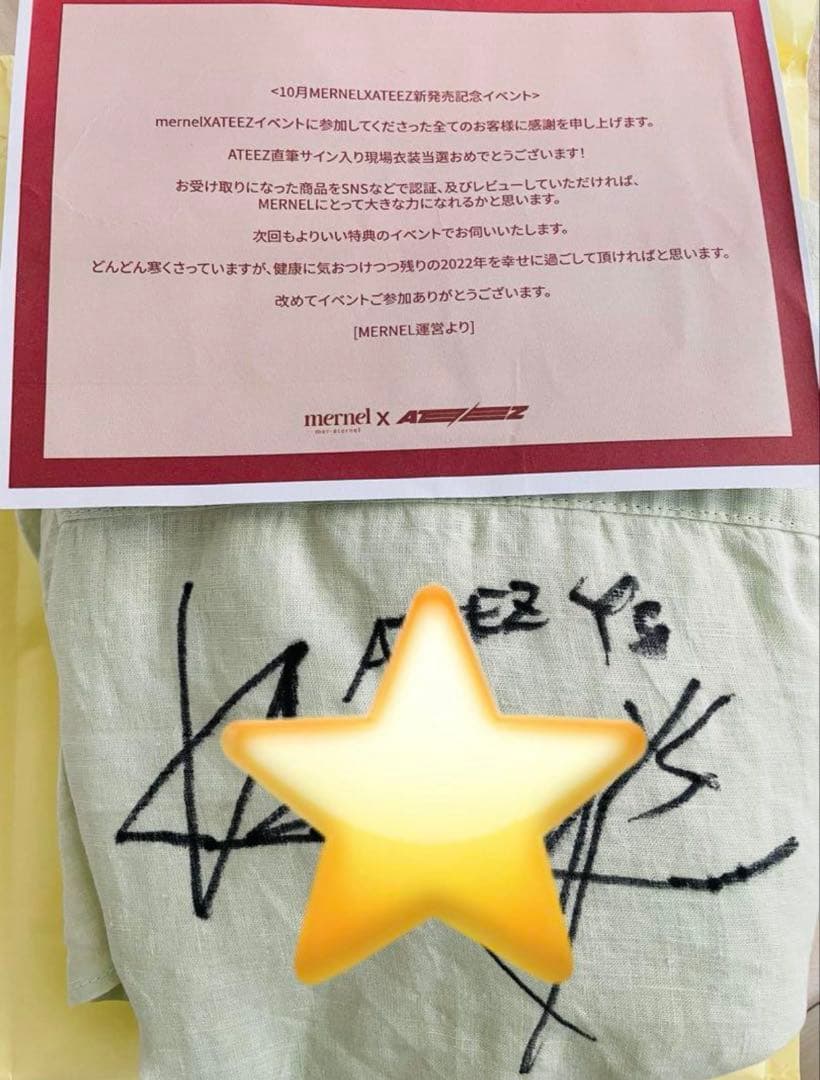 <10月MERNELXATEEZ新発売記念イベント>
mernelXATEEZイベントに参加してくださった全てのお客様に感謝を申し上げます。
ATEEZ直筆サイン入り現場衣装当選おめでとうございます！
お受け取りになった商品をSNSなどで認証、及びレビューしていただければ、
MERNELにとって大きな力になれるかと思います。
次回もよりいい特典のイベントでお伺いいたします。
どんどん寒くさっていますが、健康に気おつけつつ残りの2022年を幸せに過ごして頂ければと思います。
改めてイベントご参加ありがとうございます。
[MERNEL運営より]
mernel X ATEEZ
mer·eternel
EZ YS
YS